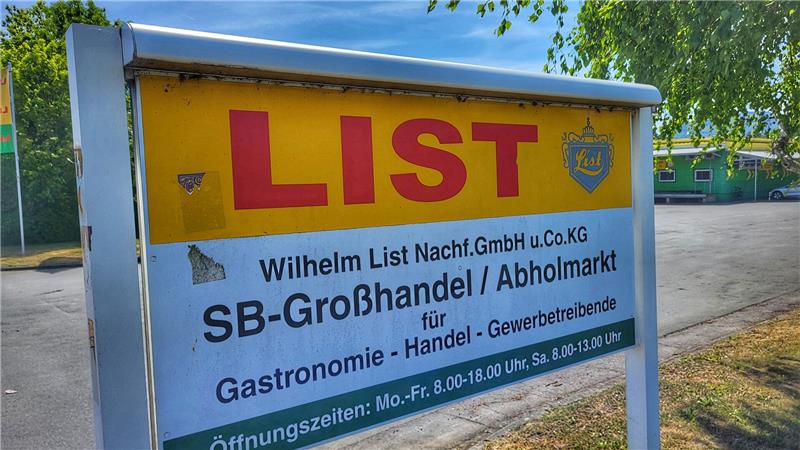 LIST
List
Wilhelm List Nachf.GmbH u.Co.KG
SB-Großhandel / Abholmarkt
für
Gastronomie - Handel - Gewerbetreibende
Öffnungszeiten: Mo.-Fr. 8.00-18.00 Uhr, Sa. 8.00-13.00 Uhr